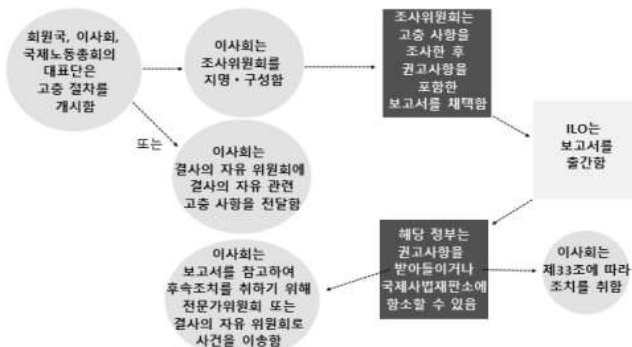 회원국, 이사회,
국제노동총회의
대표단은
고충 절차를
개시함
이사회는
조사위원회를
지명・구성함
조사위원회는
고충 사항을
조사한 후
권고사항을
포함한
보고서를 채택함
또는
이사회는
결사의 자유 위원회에
결사의 자유 관련
고충 사항을 전달함
ILO는
보고서를
출간함
해당 정부는
권고사항을
받아들이거나
국제사법재판소에
항소할 수 있음
이사회는
제33조에 따라
조치를 취함
이사회는
보고서를 참고하여
후속조치를 취하기 위해
전문가위원회 또는
결사의 자유 위원회로
사건을 이송함